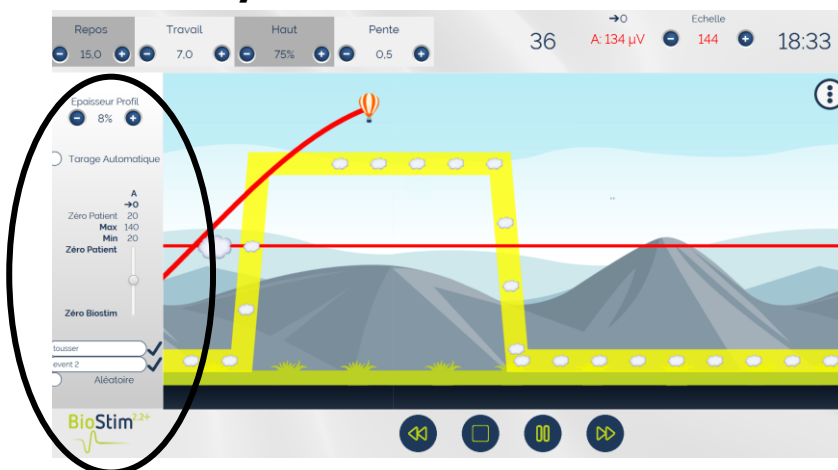 Repos
15.0
Travail
7,0
Haut
75%
Pente
0.5
36
→0
A: 134 µV
Echelle
144
18:33
Epaisseur Profil
8%
Tarage Automatique
A
→0
Zéro Patient 20
Max 140
Min 20
Zéro Patient
Zéro Biostim
tousser
event 2
Aléatoire
BioStim 2.2+